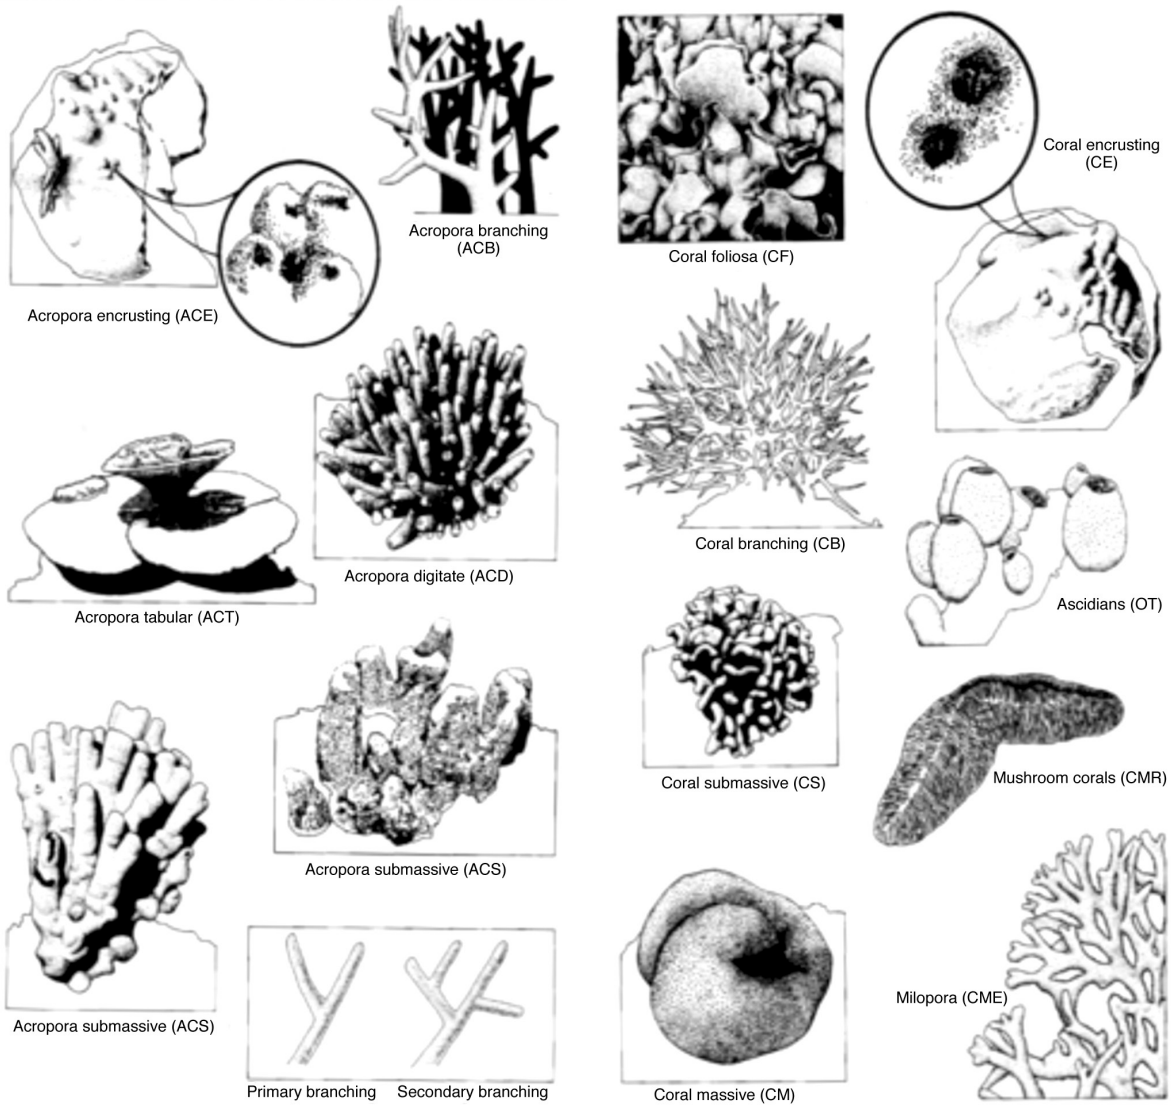 Acropora branching
(ACB)
Coral foliosa (CF)
Coral encrusting
(CE)
Acropora encrusting (ACE)
Coral branching (CB)
Acropora digitate (ACD)
Acropora tabular (ACT)
Ascidians (OT)
Coral submassive (CS)
Mushroom corals (CMR)
Acropora submassive (ACS)
Milopora (CME)
Acropora submassive (ACS)
Primary branching
Secondary branching
Coral massive (CM)